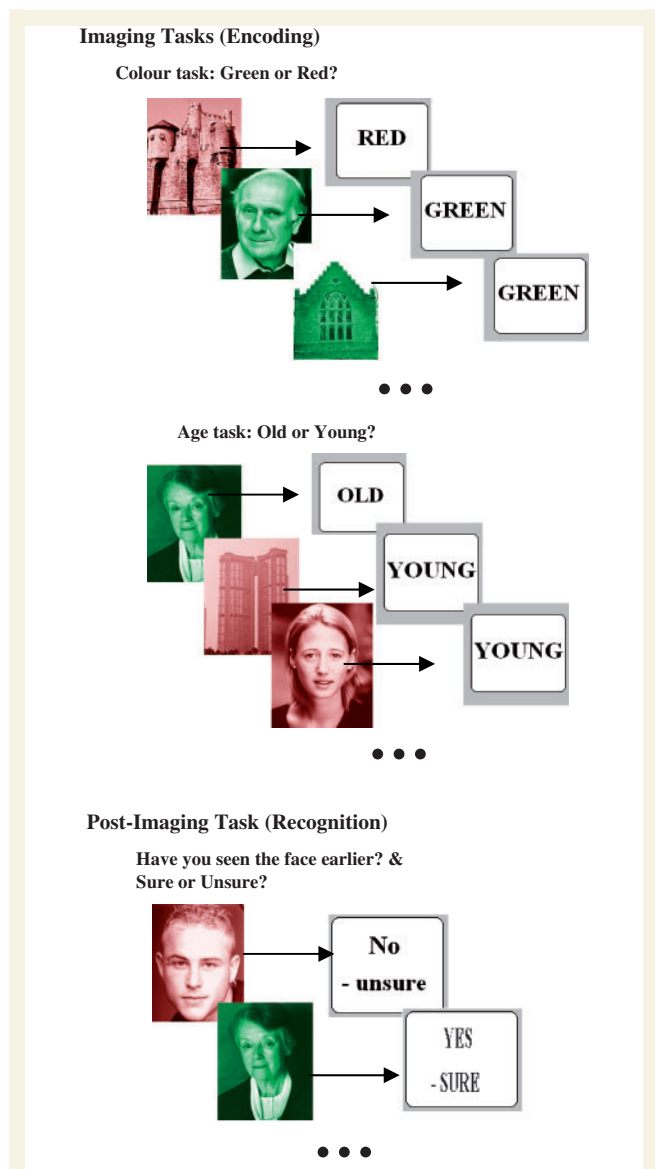 Imaging Tasks (Encoding)
Colour task: Green or Red?
RED
GREEN
GREEN
Age task: Old or Young?
OLD
YOUNG
YOUNG
Post-Imaging Task (Recognition)
Have you seen the face earlier? &
Sure or Unsure?
No
- unsure
YES
- SURE